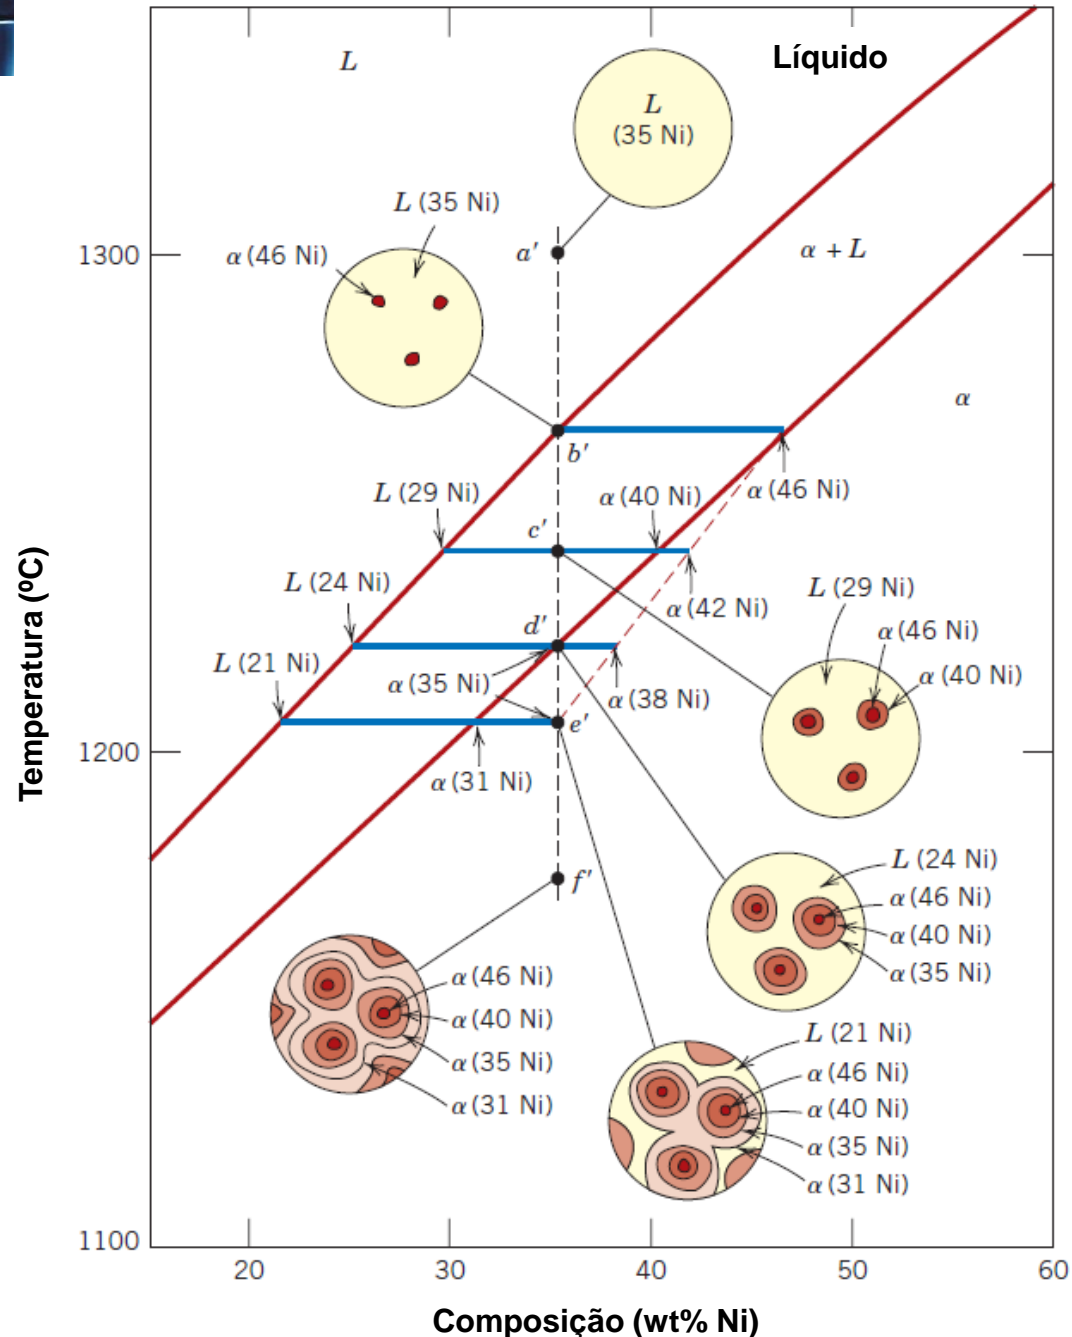 L
Líquido
L
(35 Ni)
L (35 Ni)
α (46 Ni)
a′
α + L
1300
α
b′
L (29 Ni)
α (40 Ni)
α (46 Ni)
c′
L (24 Ni)
α (42 Ni)
L (29 Ni)
d′
α (46 Ni)
L (21 Ni)
α (40 Ni)
α (35 Ni)
α (38 Ni)
e′
1200
α (31 Ni)
Temperatura (ºC)
f′
L (24 Ni)
α (46 Ni)
α (40 Ni)
α (35 Ni)
α (46 Ni)
α (40 Ni)
α (35 Ni)
α (31 Ni)
L (21 Ni)
α (46 Ni)
α (40 Ni)
α (35 Ni)
α (31 Ni)
1100
20 30 40 50 60
Composição (wt% Ni)